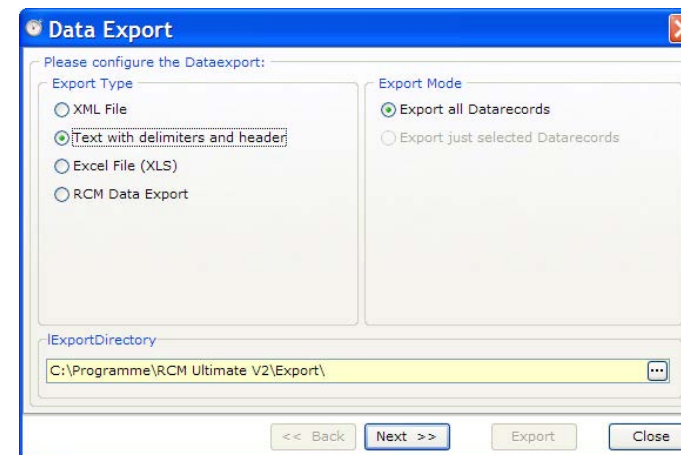 Data Export
Please configure the Dataexport:
Export Type
XML File
Text with delimiters and header
Excel File (XLS)
RCM Data Export
Export Mode
Export all Datarecords
Export just selected Datarecords
lExportDirectory
C:\Programme\RCM Ultimate V2\Export\
...
<< Back Next >> Export Close